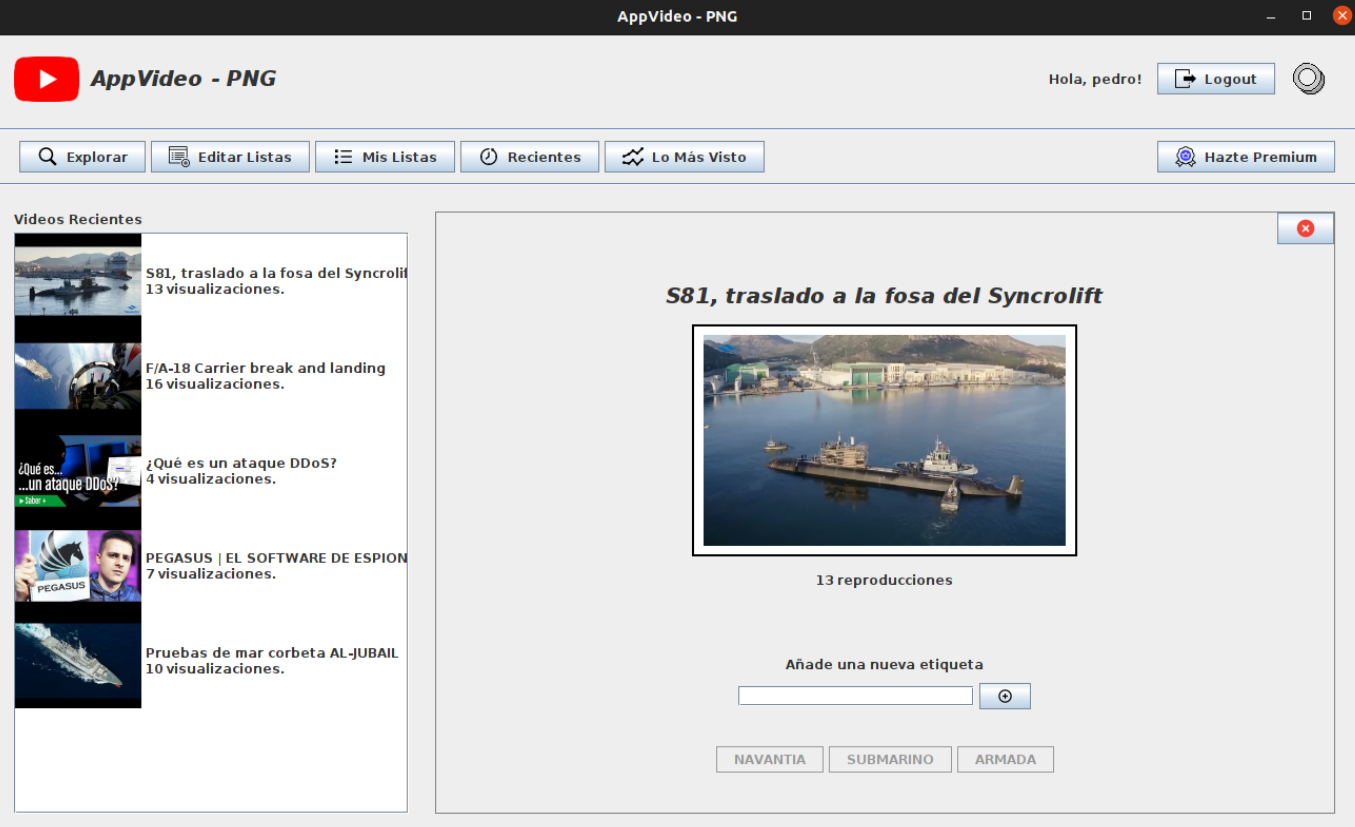 AppVideo - PNG
AppVideo - PNG
Hola, pedro!
Logout
Explorar
Editar Listas
Mis Listas
Recientes
Lo Más Visto
Hazte Premium
Videos Recientes
S81, traslado a la fosa del Syncrolif
13 visualizaciones.
F/A-18 Carrier break and landing
16 visualizaciones.
¿Qué es...
...un ataque DDoS?
Saber +
¿Qué es un ataque DDoS?
4 visualizaciones.
PEGASUS
PEGASUS | EL SOFTWARE DE ESPION
7 visualizaciones.
Pruebas de mar corbeta AL-JUBAIL
10 visualizaciones.
S81, traslado a la fosa del Syncrolift
13 reproducciones
Añade una nueva etiqueta
NAVANTIA
SUBMARINO
ARMADA